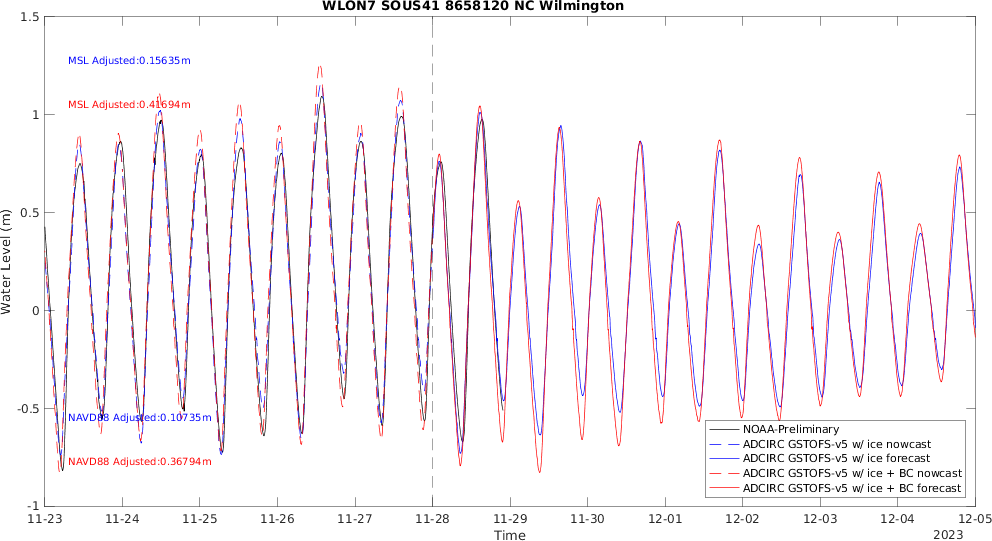 WLON7 SOUS41 8658120 NC Wilmington
1.5
1
0.5
0
-0.5
-1
Water Level (m)
MSL Adjusted:0.15635m
MSL Adjusted:0.41694m
NAVD88 Adjusted:0.10735m
NAVD88 Adjusted:0.36794m
NOAA-Preliminary
ADCIRC GSTOFS-v5 w/ ice nowcast
ADCIRC GSTOFS-v5 w/ ice forecast
ADCIRC GSTOFS-v5 w/ ice + BC nowcast
ADCIRC GSTOFS-v5 w/ ice + BC forecast
11-23 11-24 11-25 11-26 11-27 11-28 11-29 11-30 12-01 12-02 12-03 12-04 12-05
Time
2023